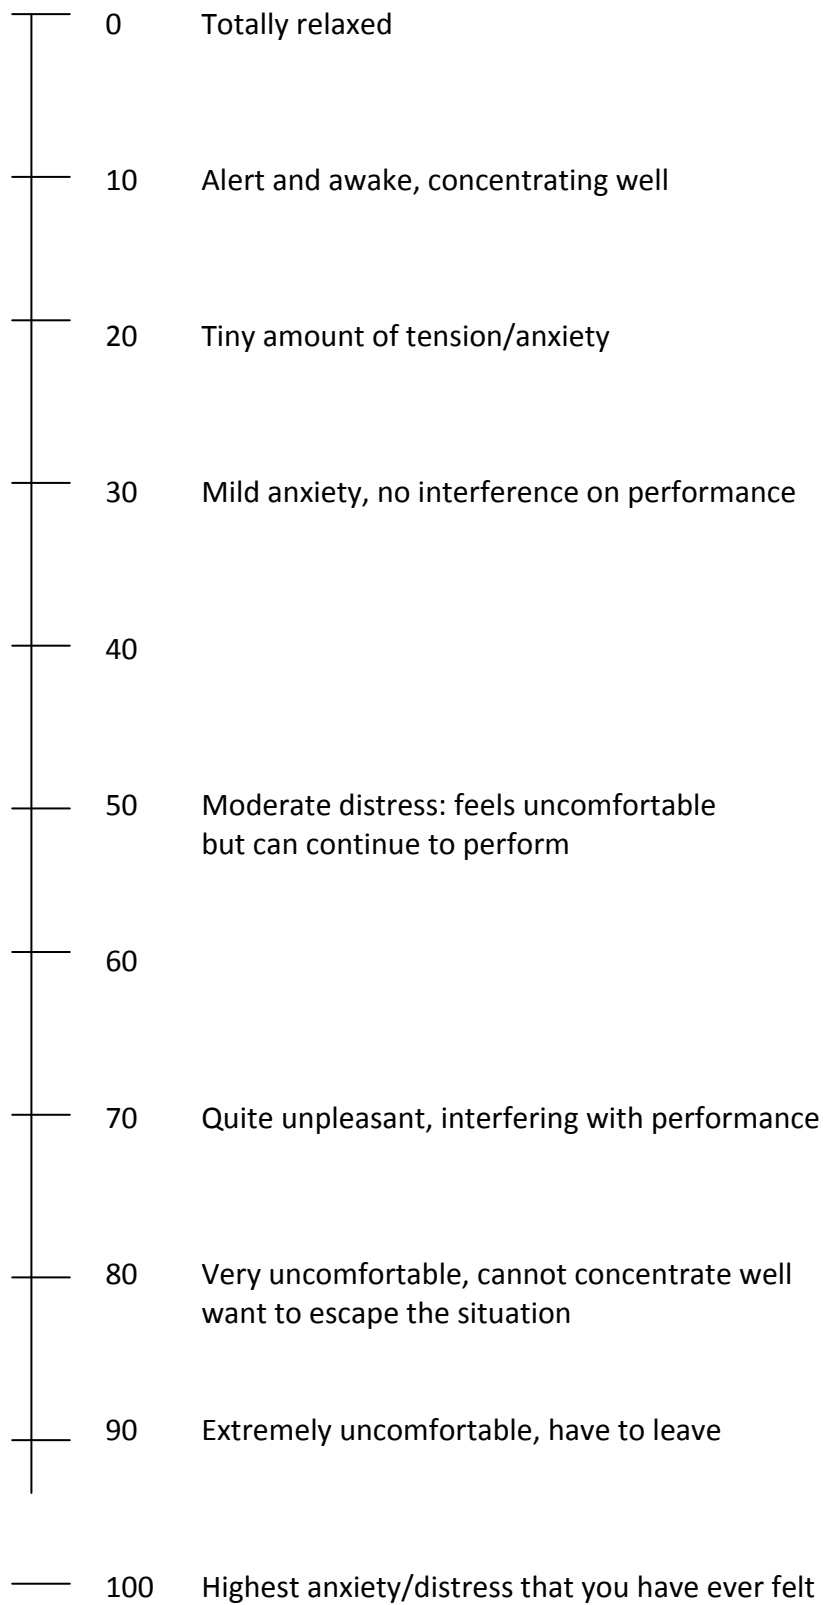 0 Totally relaxed
10 Alert and awake, concentrating well
20 Tiny amount of tension/anxiety
30 Mild anxiety, no interference on performance
40
50 Moderate distress: feels uncomfortable
but can continue to perform
60
70 Quite unpleasant, interfering with performance
80 Very uncomfortable, cannot concentrate well
want to escape the situation
90 Extremely uncomfortable, have to leave
100 Highest anxiety/distress that you have ever felt